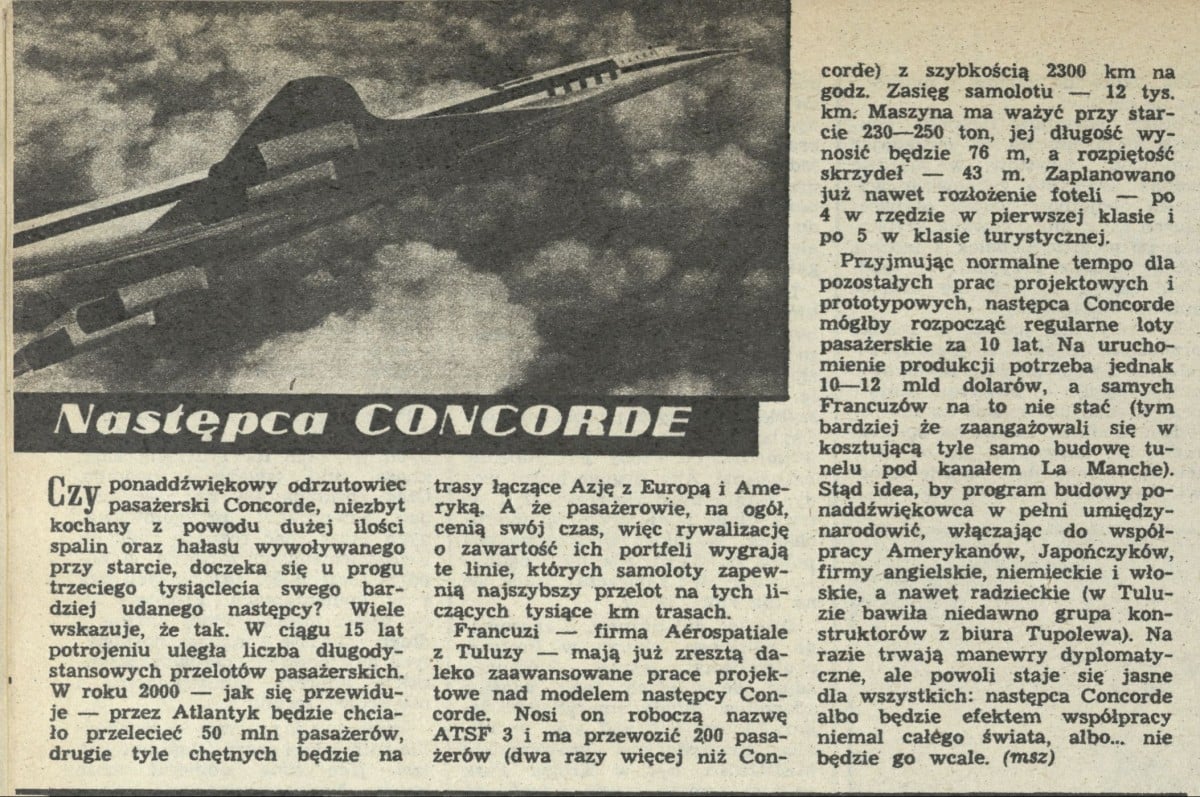 Następca CONCORDE
Czy ponaddźwiękowy odrzutowiec
pasażerski Concorde, niezbyt
kochany z powodu dużej ilości
spalin oraz hałasu wywoływanego
przy starcie, doczeka się u progu
trzeciego tysiąclecia swego bar-
dziej udanego następcy? Wiele
wskazuje, że tak. W ciągu 15 lat
potrojeniu uległa liczba długody-
stansowych przelotów pasażerskich.
W roku 2000 — jak się przewidu-
je — przez Atlantyk będzie chcia-
ło przelecieć 50 mln pasażerów,
drugie tyle chętnych będzie na
trasy łączące Azję z Europą i Ame-
ryką. A że pasażerowie, na ogół,
cenią swój czas, więc rywalizację
o zawartość ich portfeli wygrają
te linie, których samoloty zapew-
nią najszybszy przelot na tych li-
czących tysiące km trasach.
Francuzi — firma Aérospatiale
z Tuluzy — mają już zresztą da-
leko zaawansowane prace projek-
towe nad modelem następcy Con-
corde. Nosi on roboczą nazwę
ATSF 3 i ma przewozić 200 pasa-
żerów (dwa razy więcej niż Con-
corde) z szybkością 2300 km na
godz. Zasięg samolotu — 12 tys.
km. Maszyna ma ważyć przy star-
cie 230—250 ton, jej długość wy-
nosić będzie 76 m, a rozpiętość
skrzydeł — 43 m. Zaplanowano
już nawet rozłożenie foteli — po
4 w rzędzie w pierwszej klasie i
po 5 w klasie turystycznej.
Przyjmując normalne tempo dla
pozostałych prac projektowych i
prototypowych, następca Concorde
mógłby rozpocząć regularne loty
pasażerskie za 10 lat. Na urucho-
mienie produkcji potrzeba jednak
10—12 mld dolarów, a samych
Francuzów na to nie stać (tym
bardziej że zaangażowali się w
kosztującą tyle samo budowę tu-
nelu pod kanałem La Manche).
Stąd idea, by program budowy po-
naddźwiękowca w pełni umiędzy-
narodowić, włączając do współ-
pracy Amerykanów, Japończyków,
firmy angielskie, niemieckie i wło-
skie, a nawet radzieckie (w Tulu-
zie bawiła niedawno grupa kon-
struktorów z biura Tupolewa). Na
razie trwają manewry dyplomaty-
czne, ale powoli staje się jasne
dla wszystkich: następca Concorde
albo będzie efektem współpracy
niemal całego świata, albo... nie
będzie go wcale. (msz)